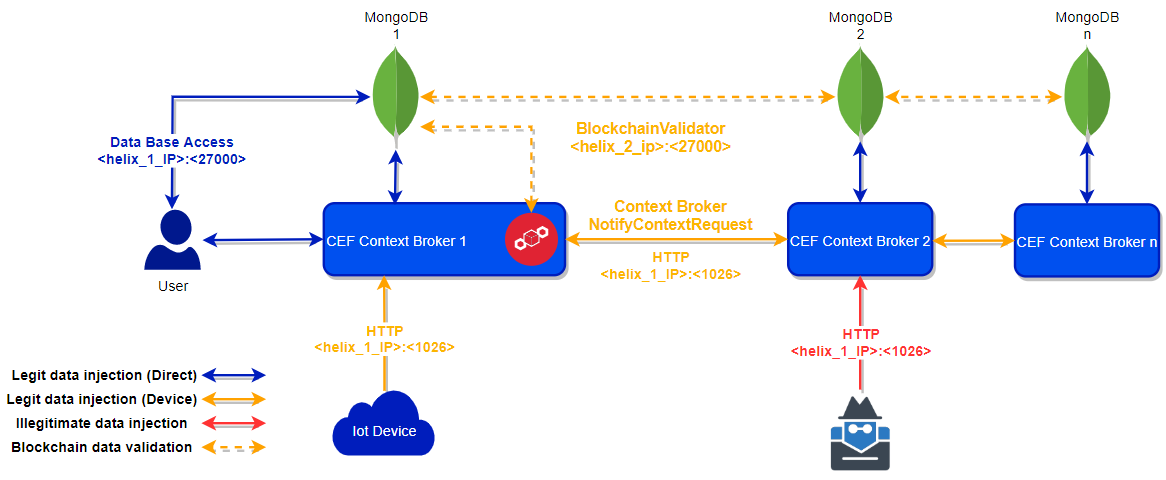 MongoDB
1
MongoDB
2
MongoDB
n
Data Base Access
<helix_1_IP>:<27000>
BlockchainValidator
<helix_2_ip>:<27000>
Context Broker
NotifyContextRequest
CEF Context Broker 1
CEF Context Broker 2
CEF Context Broker n
HTTP
<helix_1_IP>:<1026>
User
HTTP
<helix_1_IP>:<1026>
HTTP
<helix_1_IP>:<1026>
Legit data injection (Direct)
Legit data injection (Device)
Illegitimate data injection
Blockchain data validation
Iot Device